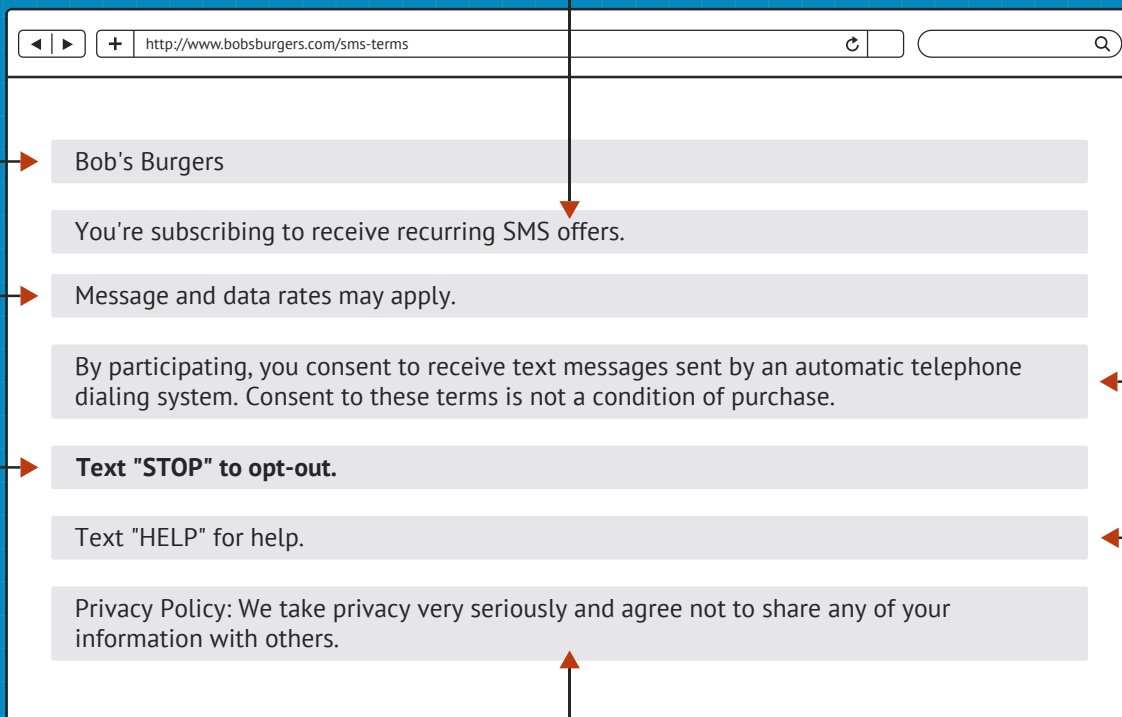 http://www.bobsburgers.com/sms-terms
Bob's Burgers
You're subscribing to receive recurring SMS offers.
Message and data rates may apply.
By participating, you consent to receive text messages sent by an automatic telephone
dialing system. Consent to these terms is not a condition of purchase.
Text "STOP" to opt-out.
Text "HELP" for help.
Privacy Policy: We take privacy very seriously and agree not to share any of your
information with others.